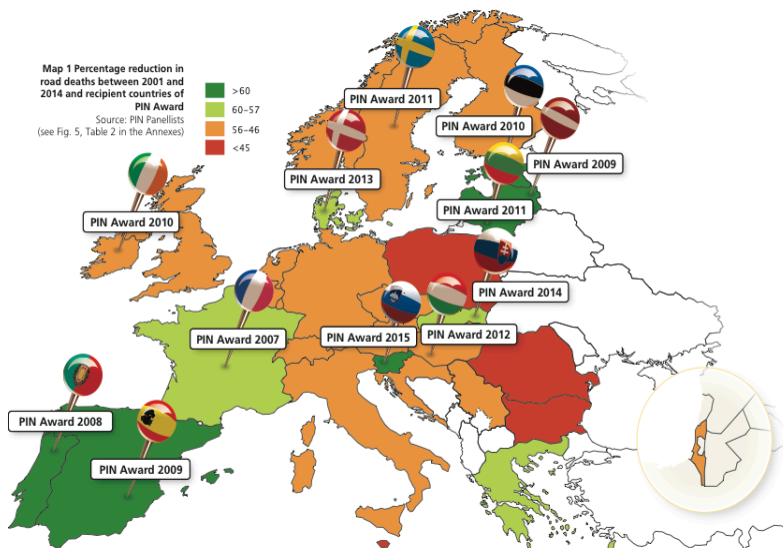 Map 1 Percentage reduction in
road deaths between 2001 and
2014 and recipient countries of
PIN Award
Source: PIN Panellists
(see Fig. 5, Table 2 in the Annexes)
>60
60–57
56–46
<45
PIN Award 2011
PIN Award 2010
PIN Award 2009
PIN Award 2013
PIN Award 2011
PIN Award 2010
PIN Award 2014
PIN Award 2007
PIN Award 2015
PIN Award 2012
PIN Award 2008
PIN Award 2009